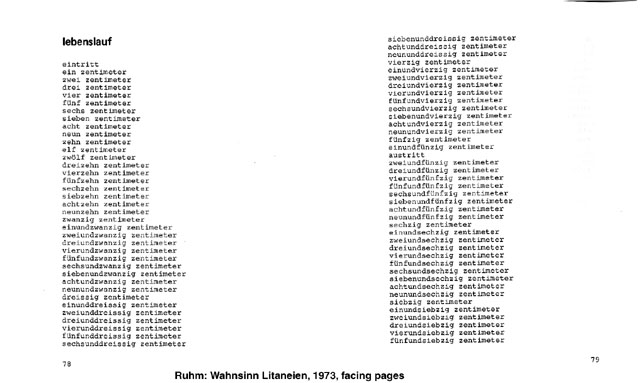 lebenslauf
eintritt
ein zentimeter
zwei zentimeter
drei zentimeter
vier zentimeter
fünf zentimeter
sechs zentimeter
sieben zentimeter
acht zentimeter
neun zentimeter
zehn zentimeter
elf zentimeter
zwölf zentimeter
dreizehn zentimeter
vierzehn zentimeter
fünfzehn zentimeter
sechzehn zentimeter
siebzehn zentimeter
achtzehn zentimeter
neunzehn zentimeter
zwanzig zentimeter
einundzwanzig zentimeter
zweiundzwanzig zentimeter
dreiundzwanzig zentimeter
vierundzwanzig zentimeter
fünfundzwanzig zentimeter
sechsundzwanzig zentimeter
siebenundzwanzig zentimeter
achtundzwanzig zentimeter
neunundzwanzig zentimeter
dreissig zentimeter
einunddreissig zentimeter
zweiunddreissig zentimeter
dreiunddreissig zentimeter
vierunddreissig zentimeter
fünfunddreissig zentimeter
sechsunddreissig zentimeter
78
siebenunddreissig zentimeter
achtunddreissig zentimeter
neununddreissig zentimeter
vierzig zentimeter
einundvierzig zentimeter
zweiundvierzig zentimeter
dreiundvierzig zentimeter
vierundvierzig zentimeter
fünfundvierzig zentimeter
sechsundvierzig zentimeter
siebenundvierzig zentimeter
achtundvierzig zentimeter
neunundvierzig zentimeter
fünfzig zentimeter
einundfünzig zentimeter
austritt
zweiundfünzig zentimeter
dreiundfünfzig zentimeter
vierundfünfzig zentimeter
fünfundfünfzig zentimeter
sechsundfünfzig zentimeter
siebenundfünfzig zentimeter
achtundfünfzig zentimeter
neunundfünfzig zentimeter
sechzig zentimeter
einundsechzig zentimeter
zweiundsechzig zentimeter
dreiundsechzig zentimeter
vierundsechzig zentimeter
fünfundsechzig zentimeter
sechsundsechzig zentimeter
siebenundsechzig zentimeter
achtundsechzig zentimeter
neunundsechzig zentimeter
siebzig zentimeter
einundsiebzig zentimeter
zweiundsiebzig zentimeter
dreiundsiebzig zentimeter
vierundsiebzig zentimeter
fünfundsiebzig zentimeter
79
Ruhm: Wahnsinn Litaneien, 1973, facing pages